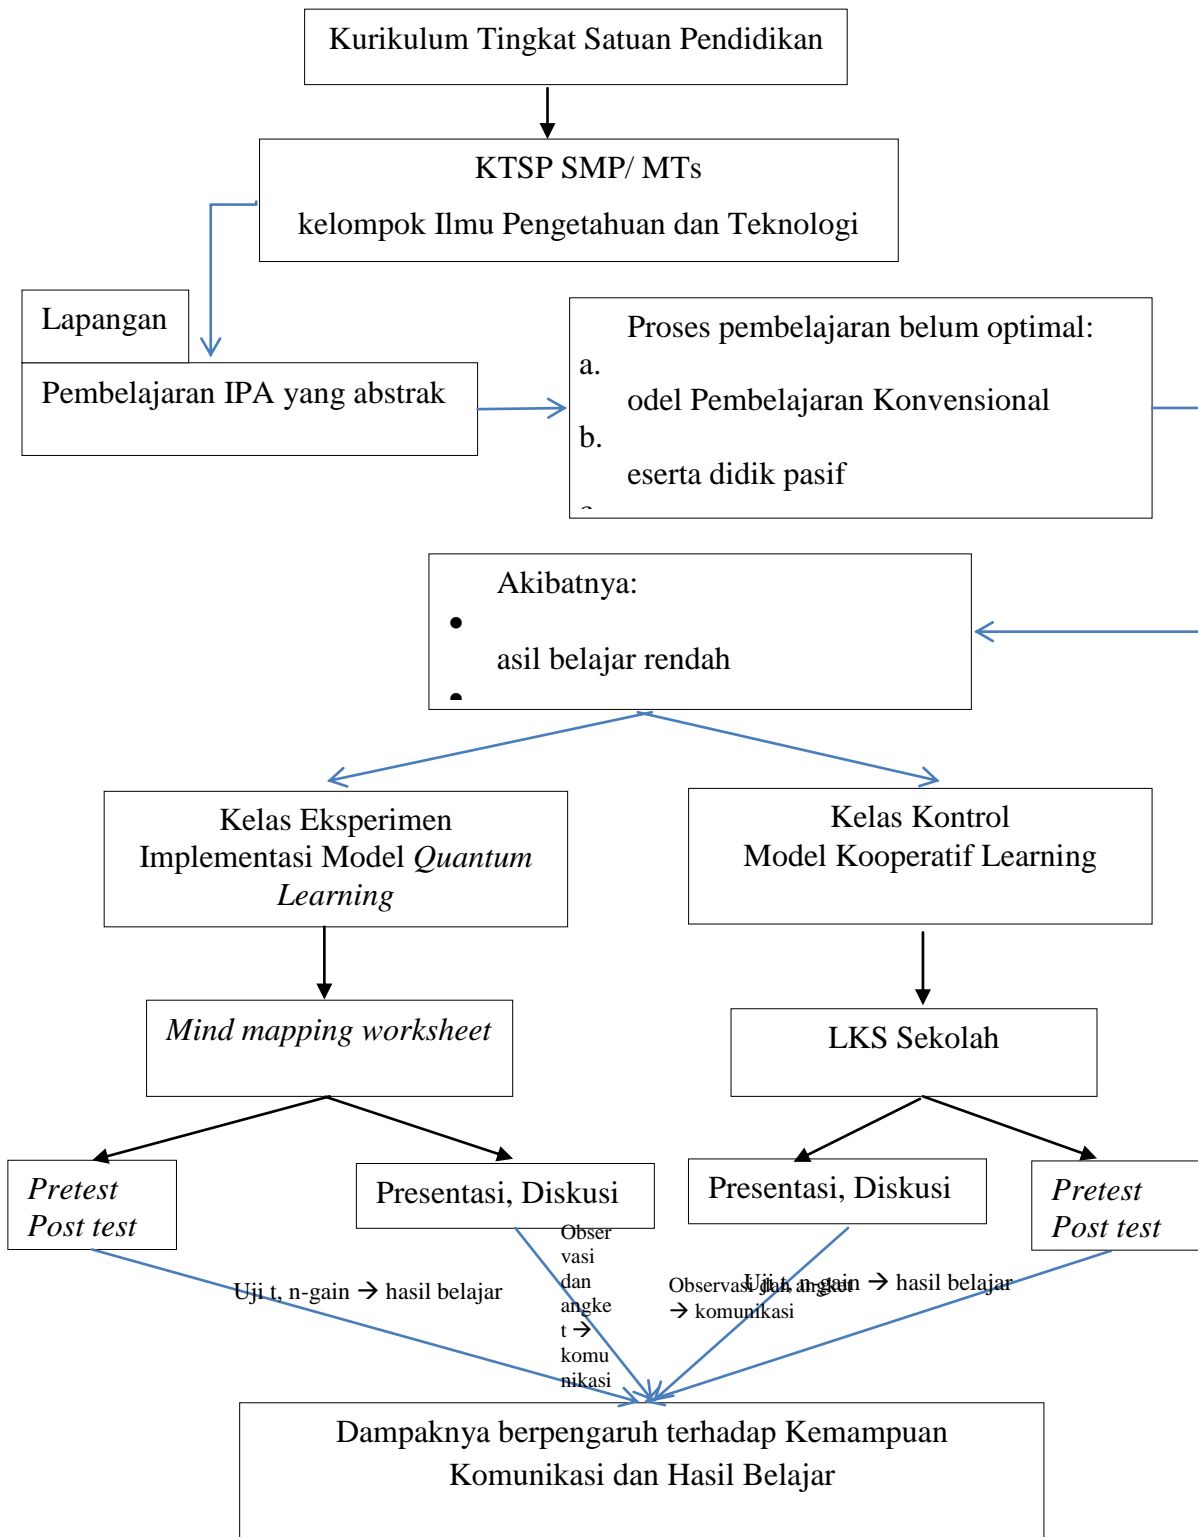 Kurikulum Tingkat Satuan Pendidikan
KTSP SMP/ MTs
kelompok Ilmu Pengetahuan dan Teknologi
Lapangan
Pembelajaran IPA yang abstrak
Proses pembelajaran belum optimal:
a.
odel Pembelajaran Konvensional
b.
eserta didik pasif
Akibatnya:
•
asil belajar rendah
•
Kelas Eksperimen
Implementasi Model Quantum
Learning
Kelas Kontrol
Model Kooperatif Learning
Mind mapping worksheet
LKS Sekolah
Pretest
Post test
Presentasi, Diskusi
Presentasi, Diskusi
Pretest
Post test
Uji t, n-gain → hasil belajar
Obser
vasi
dan
angke
t →
komu
nikasi
Observasi dan angket
→ komunikasi
Uji t, n-gain → hasil belajar
Dampaknya berpengaruh terhadap Kemampuan
Komunikasi dan Hasil Belajar